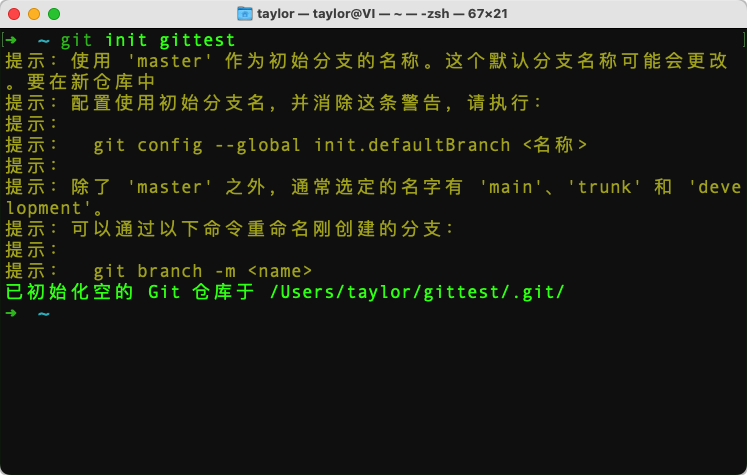 taylor — taylor@VI — ~ — -zsh — 67×21
➜  ~ git init gittest
提示：使用 'master' 作为初始分支的名称。这个默认分支名称可能会更改
。要在新仓库中
提示：配置使用初始分支名，并消除这条警告，请执行：
提示：
提示：  git config --global init.defaultBranch <名称>
提示：
提示：除了 'master' 之外，通常选定的名字有 'main'、'trunk' 和 'deve
lopment'。
提示：可以通过以下命令重命名刚创建的分支：
提示：
提示：  git branch -m <name>
已初始化空的 Git 仓库于 /Users/taylor/gittest/.git/
➜  ~